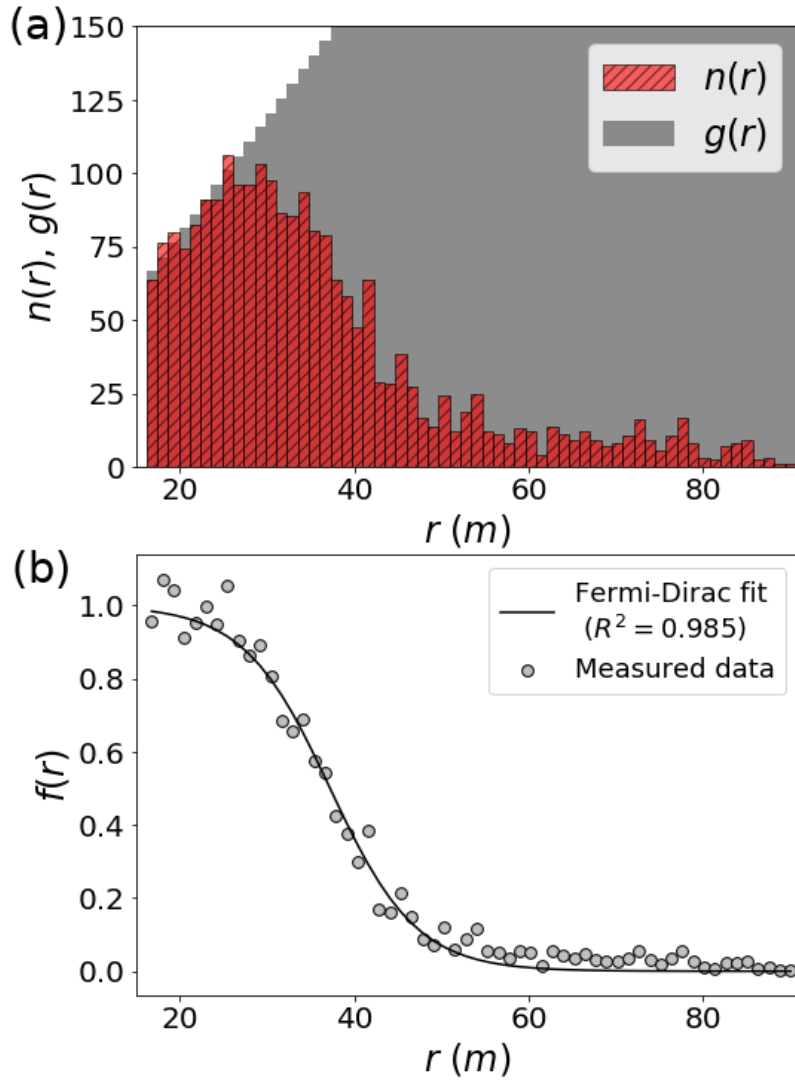 (a)
n(r), g(r)
150
125
100
75
50
25
0
n(r)
g(r)
20
40
60
80
r (m)
(b)
f(r)
1.0
0.8
0.6
0.4
0.2
0.0
Fermi-Dirac fit
(R² = 0.985)
Measured data
20
40
60
80
r (m)